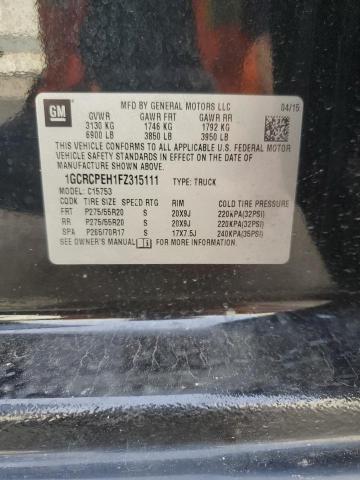 GM
MFD BY GENERAL MOTORS LLC 04/15
GVWR GAWR FRT GAWR RR
3130 KG 1746 KG 1792 KG
6900 LB 3850 LB 3950 LB
THIS VEHICLE CONFORMS TO ALL APPLICABLE U.S.
FEDERAL MOTOR VEHICLE SAFETY AND THEFT
PREVENTION STANDARDS IN EFFECT ON THE DATE OF
MANUFACTURE SHOWN ABOVE.
1GCRCPEH1FZ315111 TYPE: TRUCK
MODEL: C15753
CODK TIRE SIZE SPEED RTG RIM COLD TIRE PRESSURE
FRT P275/55R20 S 20X9J 220KPA(32PSI)
RR P275/55R20 S 20X9J 220KPA(32PSI)
SPA P265/70R17 S 17X7.5J 240KPA(35PSI)
SEE OWNER'S MANUAL FOR MORE INFORMATION.